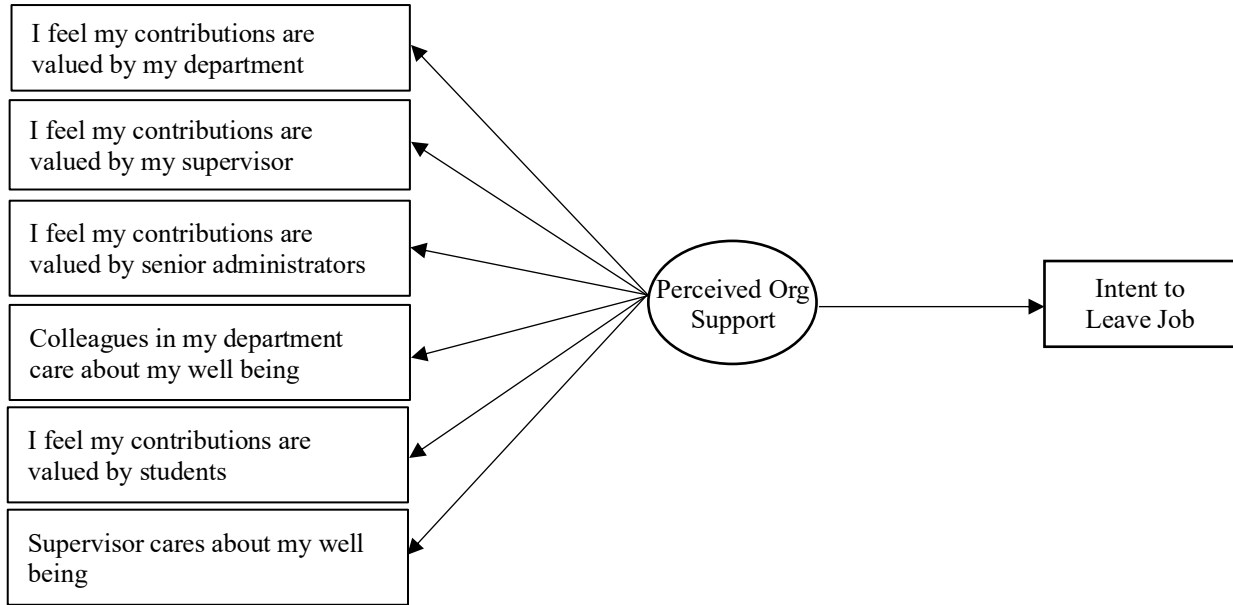 I feel my contributions are
valued by my department
I feel my contributions are
valued by my supervisor
I feel my contributions are
valued by senior administrators
Colleagues in my department
care about my well being
I feel my contributions are
valued by students
Supervisor cares about my well
being
Perceived Org
Support
Intent to
Leave Job